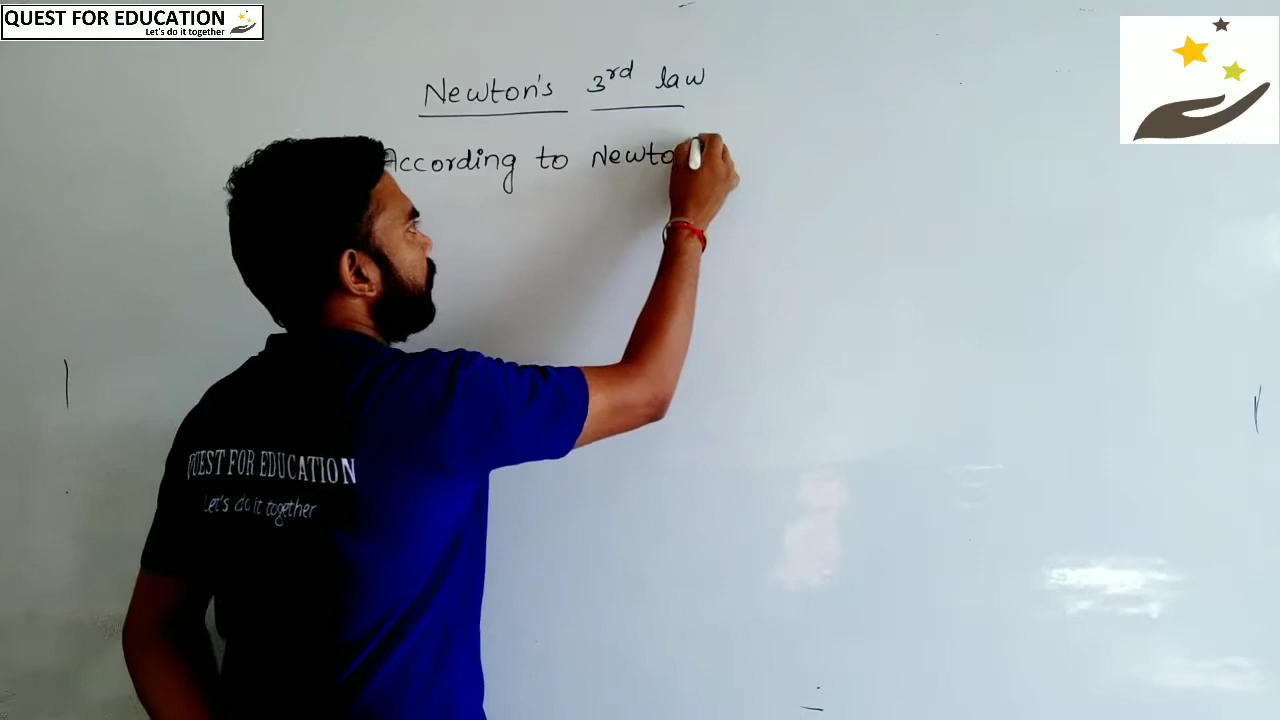 QUEST FOR EDUCATION
Let's do it together
Newton's 3rd law
According to Newton
QUEST FOR EDUCATION
Let's do it together